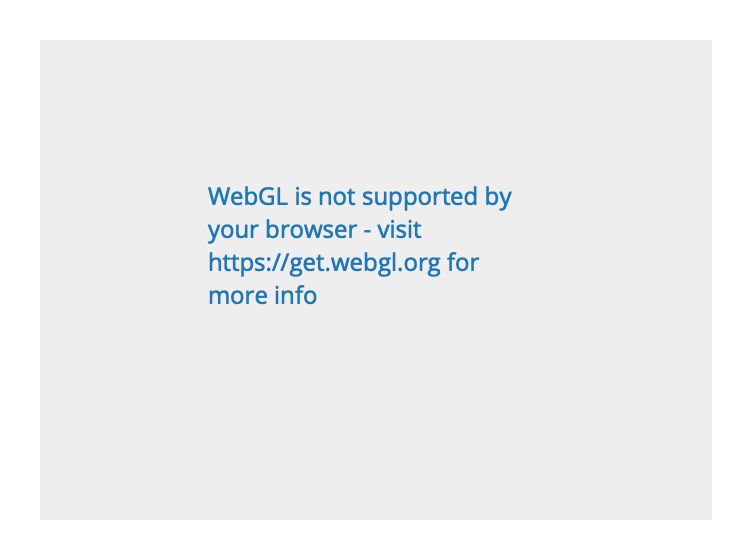 WebGL is not supported by
your browser - visit
https://get.webgl.org for
more info